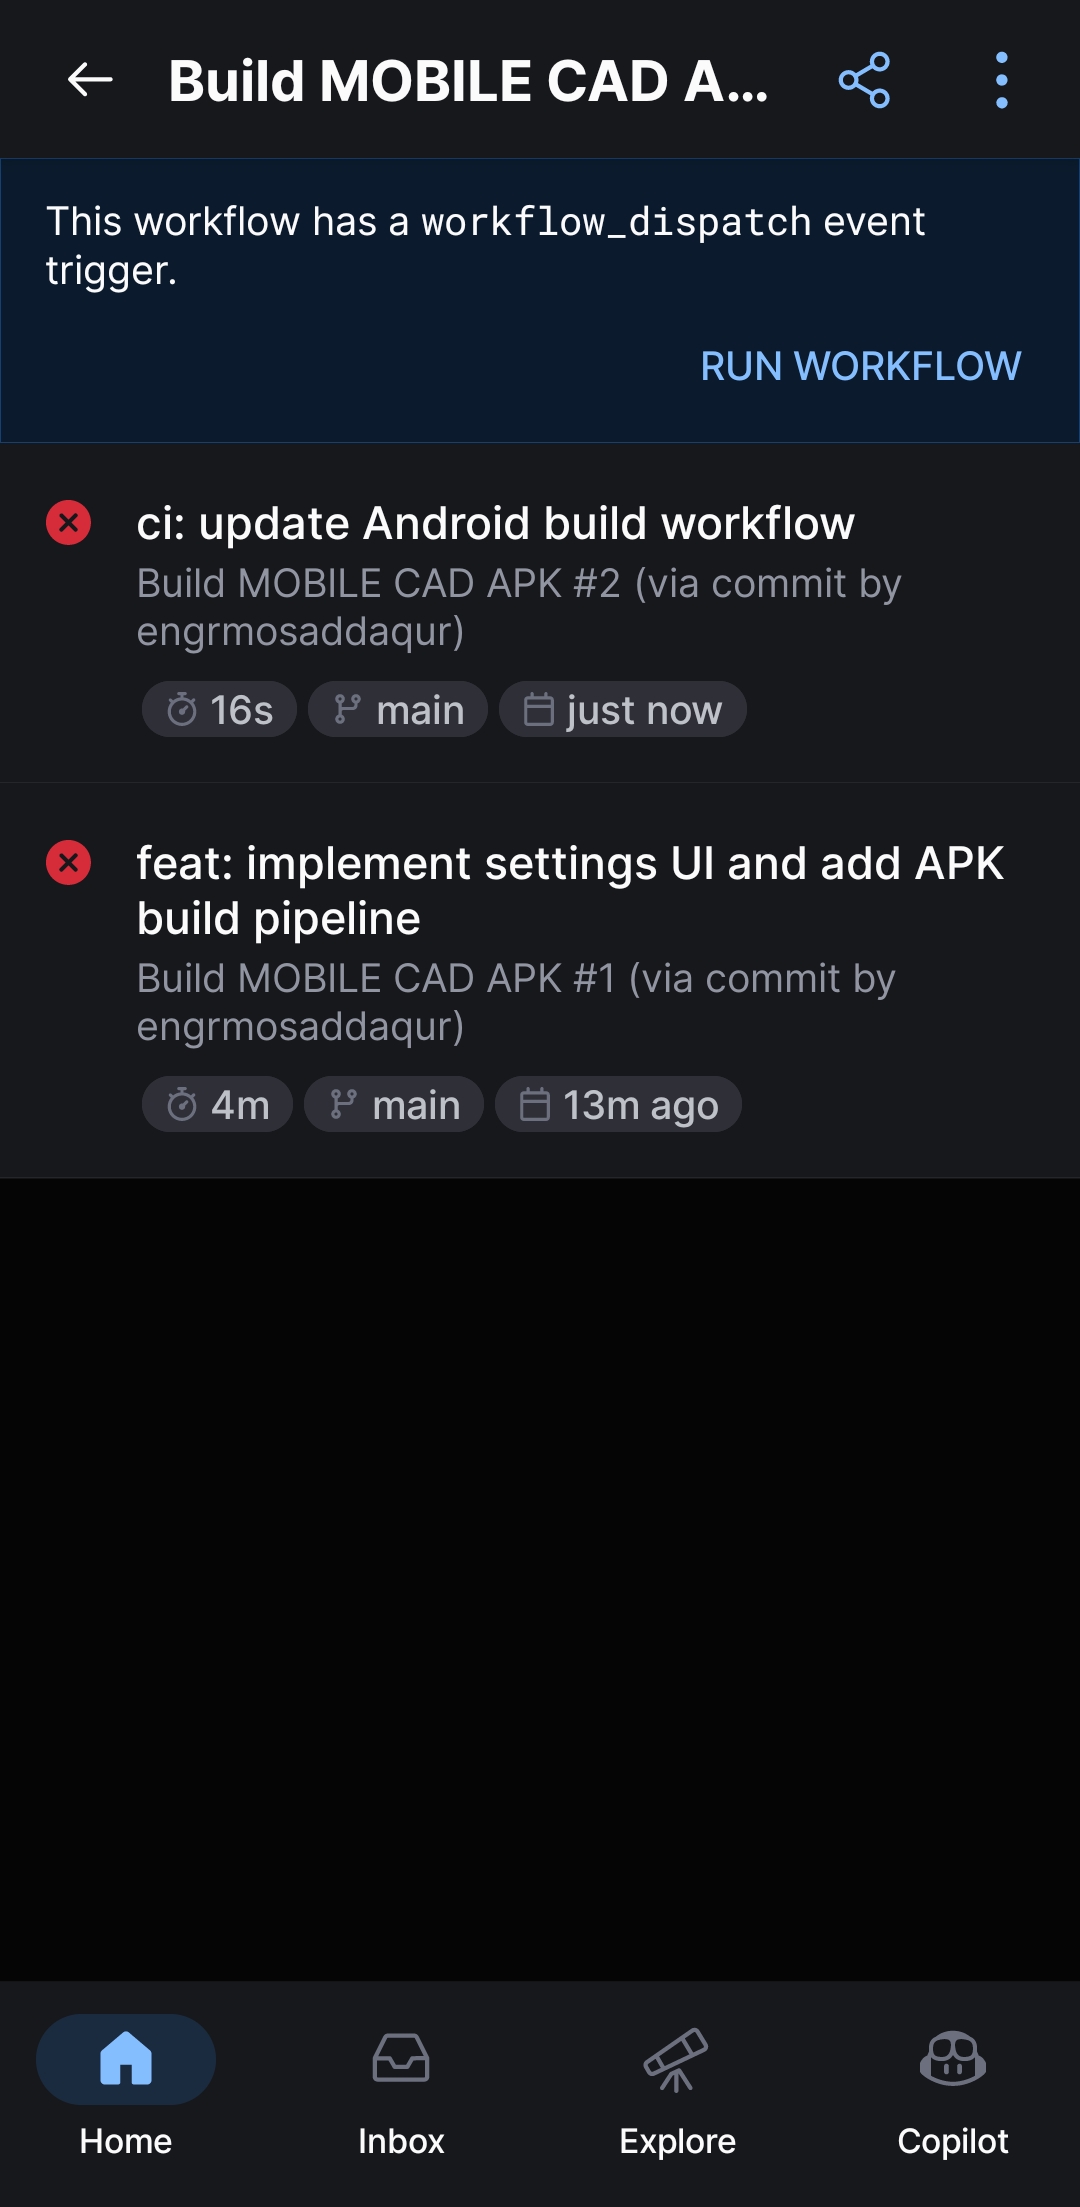 Build MOBILE CAD A...
This workflow has a workflow_dispatch event
trigger.
RUN WORKFLOW
ci: update Android build workflow
Build MOBILE CAD APK #2 (via commit by
engrmosaddaqur)
16s main just now
feat: implement settings UI and add APK
build pipeline
Build MOBILE CAD APK #1 (via commit by
engrmosaddaqur)
4m main 13m ago
Home Inbox Explore Copilot